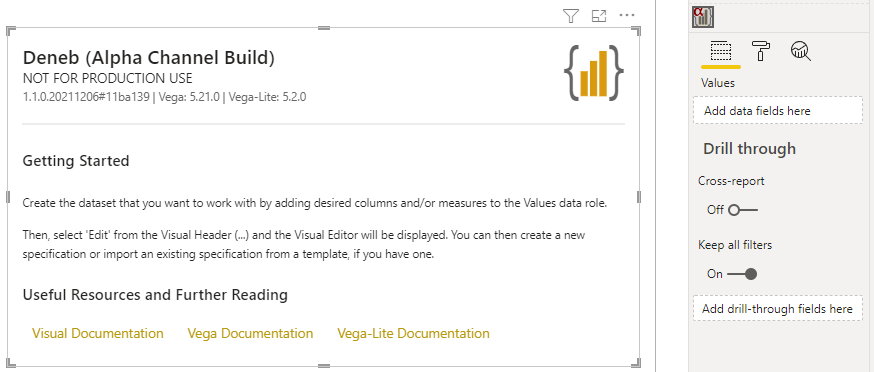 Deneb (Alpha Channel Build)
NOT FOR PRODUCTION USE
1.1.0.20211206#11ba139 | Vega: 5.21.0 | Vega-Lite: 5.2.0
Getting Started
Create the dataset that you want to work with by adding desired columns and/or measures to the Values data role.
Then, select 'Edit' from the Visual Header (...) and the Visual Editor will be displayed. You can then create a new
specification or import an existing specification from a template, if you have one.
Useful Resources and Further Reading
Visual Documentation Vega Documentation Vega-Lite Documentation
α
Values
Add data fields here
Drill through
Cross-report
Off
Keep all filters
On
Add drill-through fields here